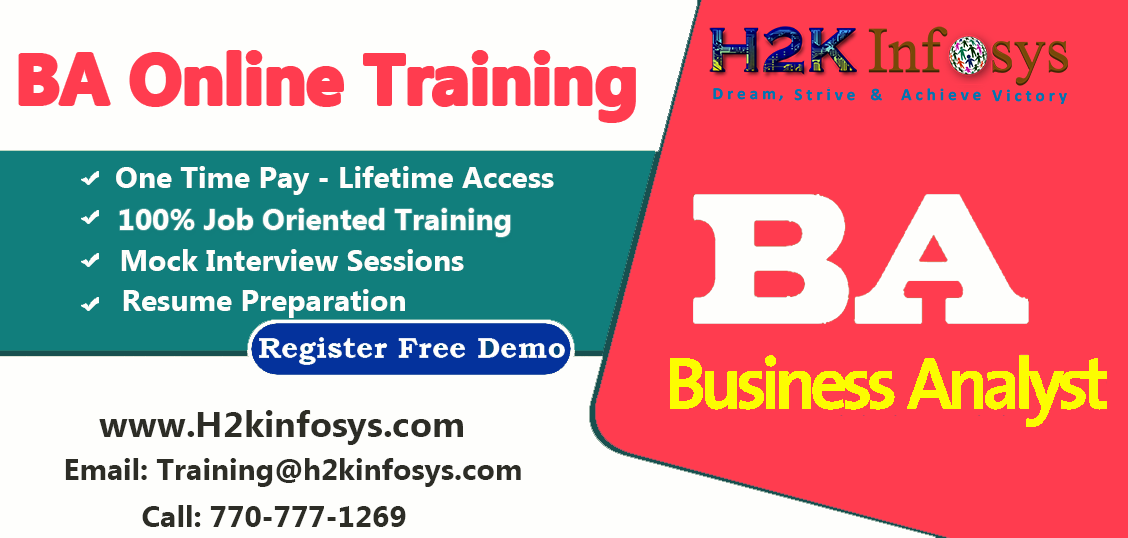 BA Online Training
✓ One Time Pay - Lifetime Access
✓ 100% Job Oriented Training
✓ Mock Interview Sessions
✓ Resume Preparation
Register Free Demo
www.H2kinfosys.com
Email: Training@h2kinfosys.com
Call: 770-777-1269
H2K Infosys
Dream, Strive & Achieve Victory
BA
Business Analyst